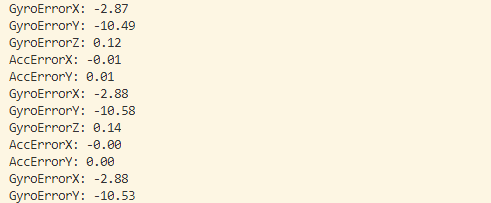 GyroErrorX: -2.87
GyroErrorY: -10.49
GyroErrorZ: 0.12
AccErrorX: -0.01
AccErrorY: 0.01
GyroErrorX: -2.88
GyroErrorY: -10.58
GyroErrorZ: 0.14
AccErrorX: -0.00
AccErrorY: 0.00
GyroErrorX: -2.88
GyroErrorY: -10.53